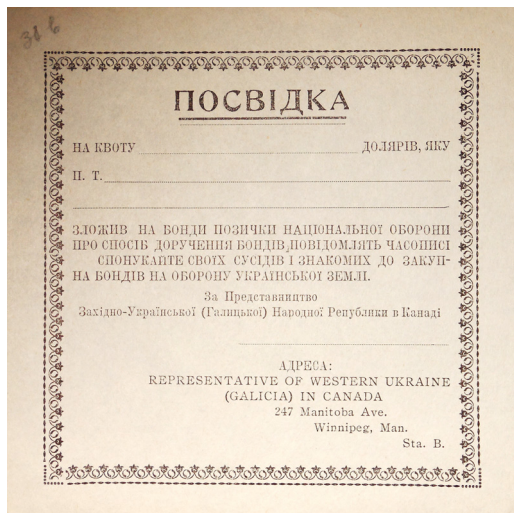 ПОСВІДКА
НА КВОТУ ДОЛЯРІВ, ЯКУ
П. Т.
ЗЛОЖИВ НА БОНДИ ПОЗИЧКИ НАЦІОНАЛЬНОЇ ОБОРОНИ
ПРО СПОСІБ ДОРУЧЕННЯ БОНДІВ, ПОВІДОМЛЯТЬ ЧАСОПИСІ
СПОНУКАЙТЕ СВОЇХ СУСІДІВ І ЗНАКОМИХ ДО ЗАКУП-
НА БОНДІВ НА ОБОРОНУ УКРАЇНСЬКОЇ ЗЕМЛІ.
За Представництво
Західно-Української (Галицької) Народної Републики в Канаді
АДРЕСА:
REPRESENTATIVE OF WESTERN UKRAINE
(GALICIA) IN CANADA
247 Manitoba Ave.
Winnipeg, Man.
Sta. B.